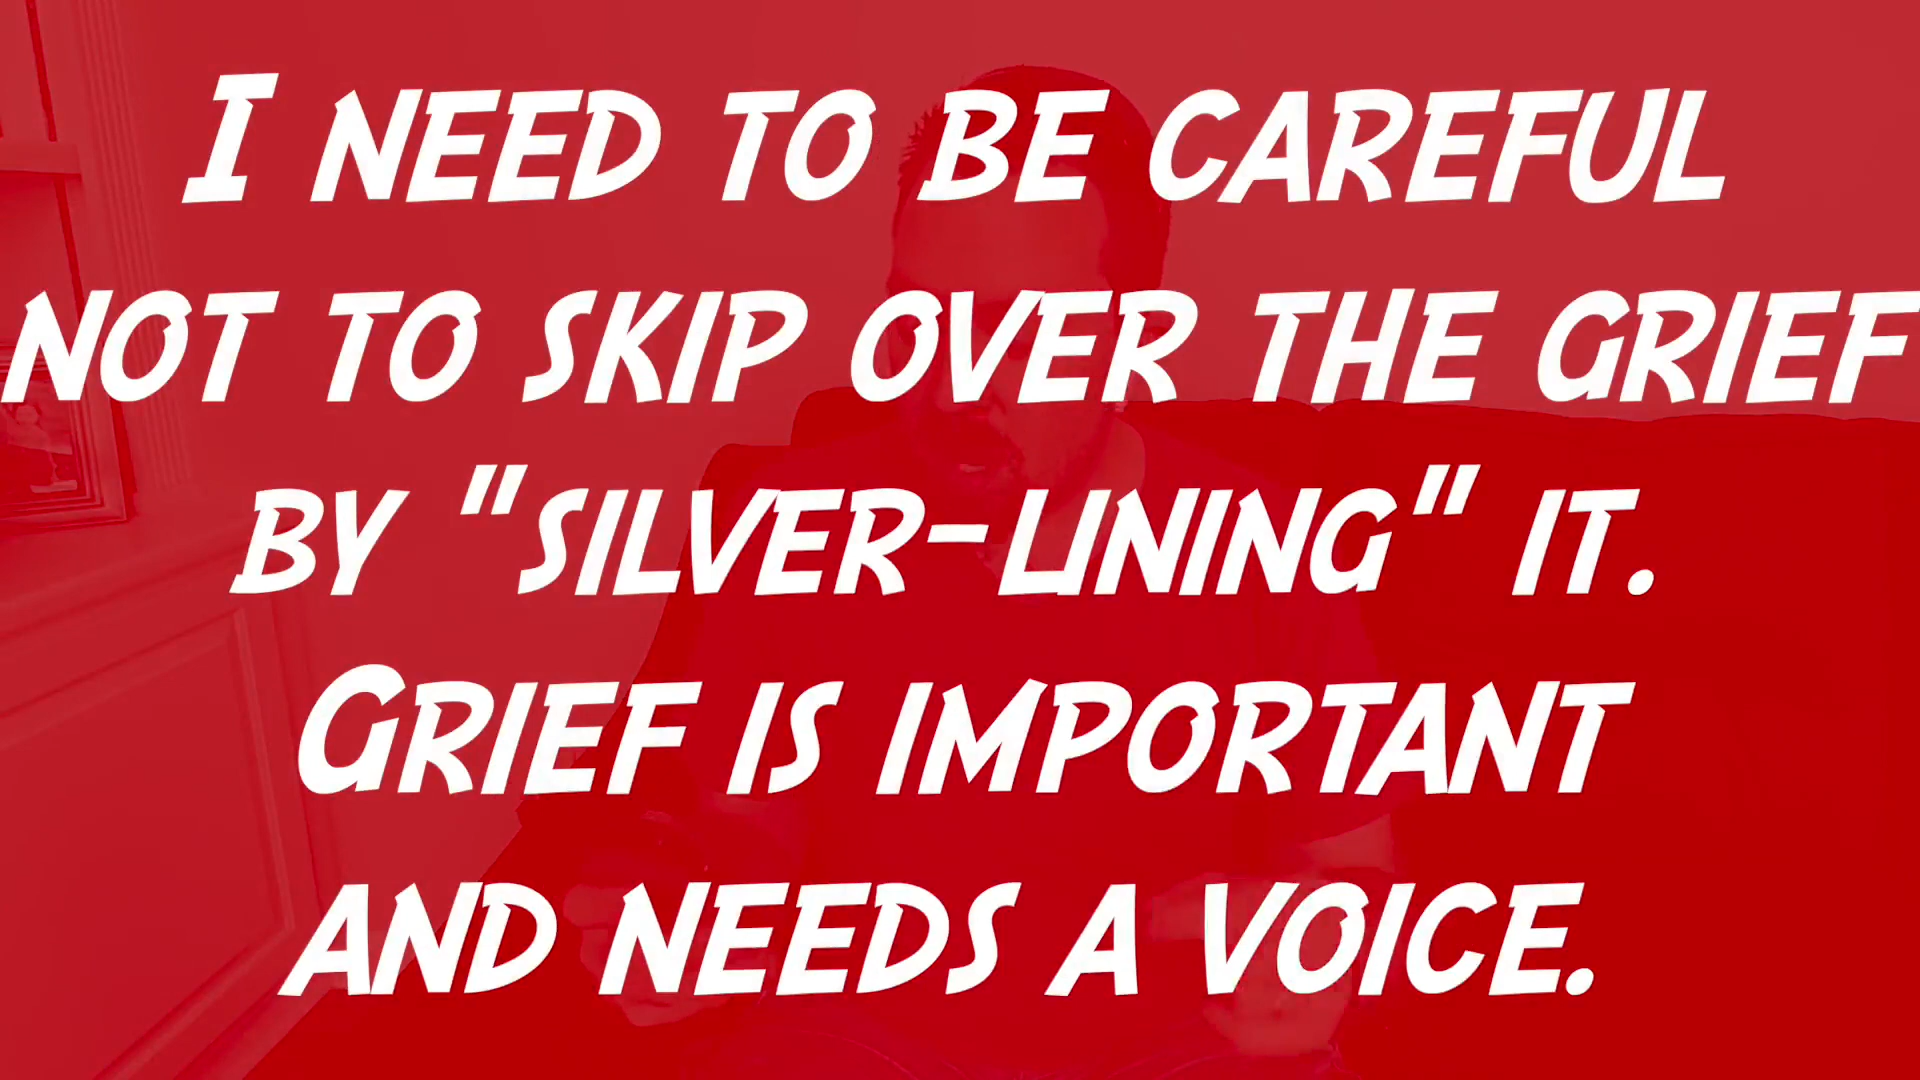 I need to be careful
not to skip over the grief
by "silver-lining" it.
Grief is important
and needs a voice.